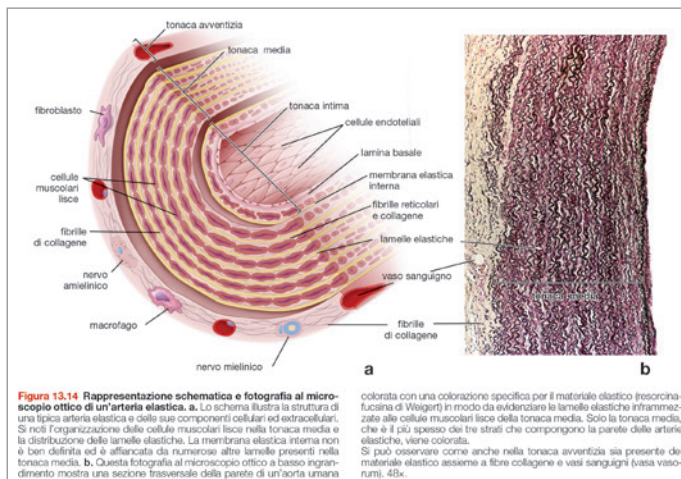 tonaca avventizia
tonaca media
fibroblasto
tonaca intima
cellule endoteliali
lamina basale
cellule
muscolari
lisce
membrana elastica
interna
fibrille reticolari
e collagene
fibrille
di collagene
lamelle elastiche
nervo
amielinico
vaso sanguigno
tonaca media
macrofago
fibrille
di collagene
nervo mielinico
a
b
Figura 13.14 Rappresentazione schematica e fotografia al micro-
scopio ottico di un'arteria elastica. a. Lo schema illustra la struttura di
una tipica arteria elastica e delle sue componenti cellulari ed extracellulari.
Si noti l'organizzazione delle cellule muscolari lisce nella tonaca media e
la distribuzione delle lamelle elastiche. La membrana elastica interna non
è ben definita ed è affiancata da numerose altre lamelle presenti nella
tonaca media. b. Questa fotografia al microscopio ottico a basso ingran-
dimento mostra una sezione trasversale della parete di un'aorta umana
colorata con una colorazione specifica per il materiale elastico (resorcina-
fucsina di Weigert) in modo da evidenziare le lamelle elastiche inframmez-
zate alle cellule muscolari lisce della tonaca media. Solo la tonaca media,
che è il più spesso dei tre strati che compongono la parete delle arterie
elastiche, viene colorata.
Si può osservare come anche nella tonaca avventizia sia presente del
materiale elastico assieme a fibre collagene e vasi sanguigni (vasa vaso-
rum). 48×.